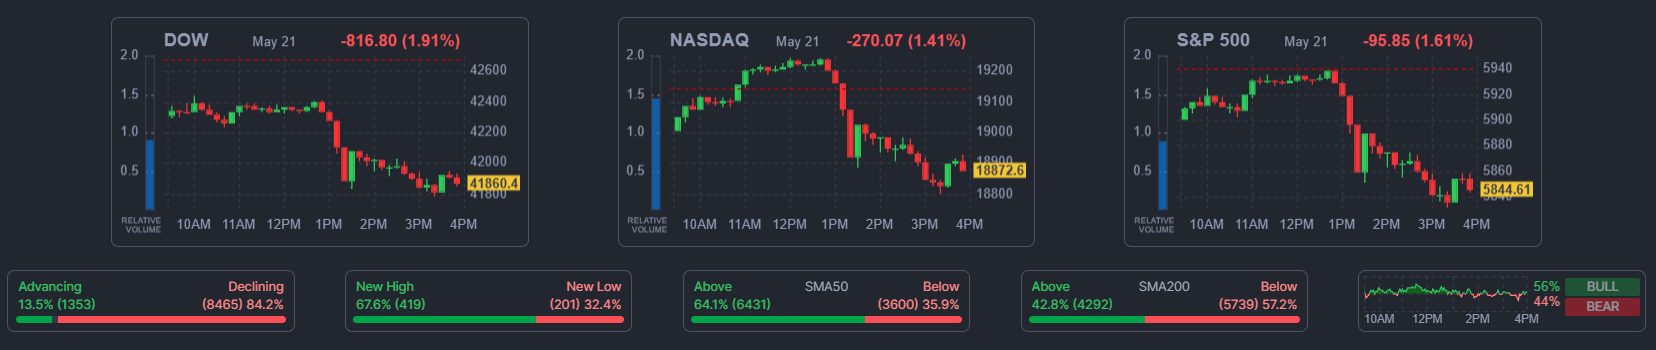 DOW May 21 -816.80 (1.91%)
2.0
1.5
1.0
0.5
42600
42400
42200
42000
41860.4
41800
RELATIVE
VOLUME
10AM 11AM 12PM 1PM 2PM 3PM 4PM
NASDAQ May 21 -270.07 (1.41%)
2.0
1.5
1.0
0.5
19200
19100
19000
18900
18872.6
18800
RELATIVE
VOLUME
10AM 11AM 12PM 1PM 2PM 3PM 4PM
S&P 500 May 21 -95.85 (1.61%)
2.0
1.5
1.0
0.5
5940
5920
5900
5880
5860
5844.61
5840
RELATIVE
VOLUME
10AM 11AM 12PM 1PM 2PM 3PM 4PM
Advancing Declining
13.5% (1353) (8465) 84.2%
New High New Low
67.6% (419) (201) 32.4%
Above SMA50 Below
64.1% (6431) (3600) 35.9%
Above SMA200 Below
42.8% (4292) (5739) 57.2%
56% BULL
44% BEAR
10AM 12PM 2PM 4PM